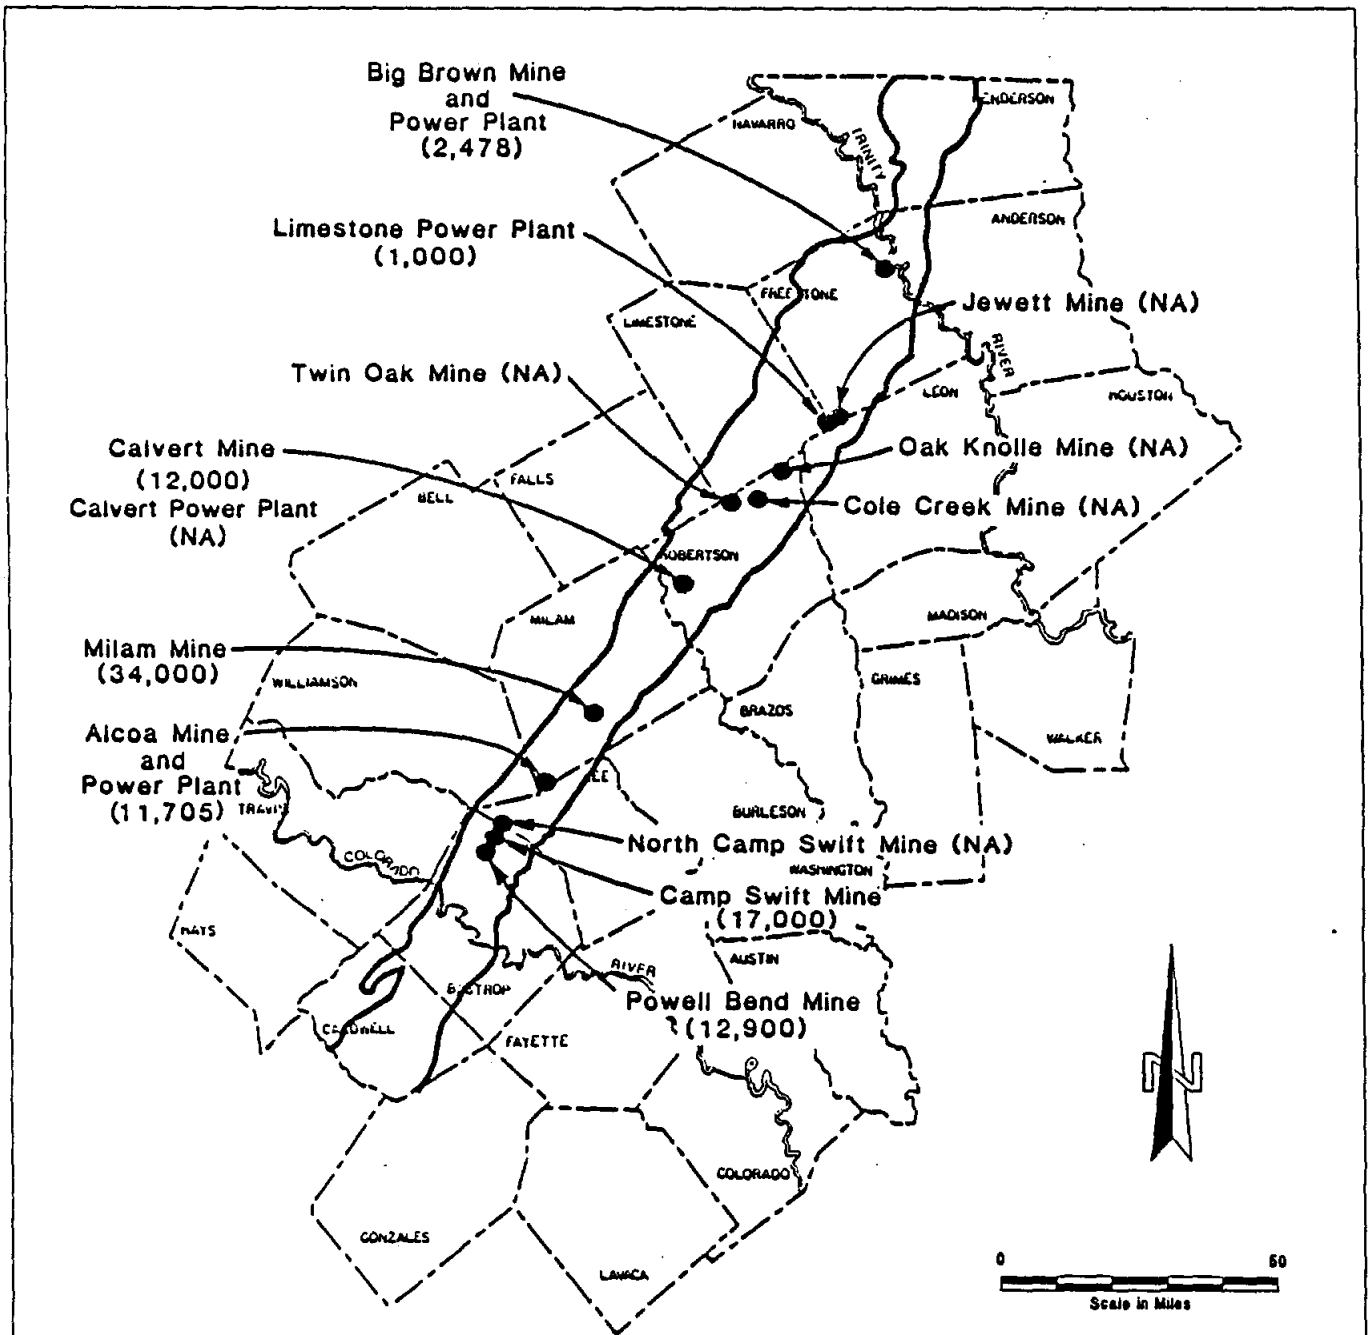 Big Brown Mine
and
Power Plant
(2,478)
ENDERSON
NAVARRO
TRINITY
ANDERSON
Limestone Power Plant
(1,000)
FREESTONE
Jewett Mine (NA)
LIMESTONE
RIVER
Twin Oak Mine (NA)
LEON
HOUSTON
Calvert Mine
(12,000)
Calvert Power Plant
(NA)
Oak Knolle Mine (NA)
FALLS
BELL
Cole Creek Mine (NA)
ROBERTSON
MILAM
MADISON
Milam Mine
(34,000)
WILLIAMSON
GRIMES
BRAZOS
WALKER
Alcoa Mine
and
Power Plant
(11,705)
EE
TRAVIS
BURLESON
North Camp Swift Mine (NA)
COLORADO
WASHINGTON
Camp Swift Mine
(17,000)
HAYS
AUSTIN
RIVER
BASTROP
Powell Bend Mine
(12,900)
CALDWELL
FAYETTE
N
COLORADO
GONZALES
LAVACA
0 50
Scale in Miles